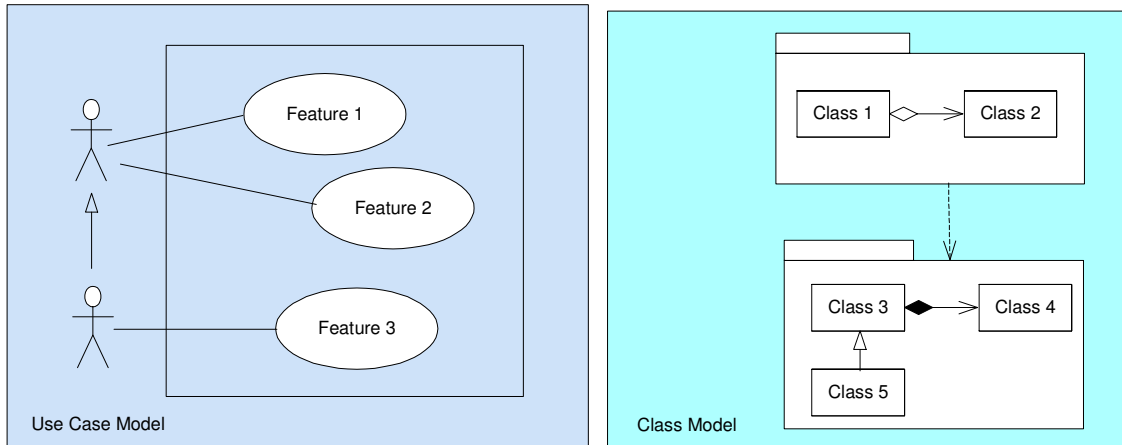 Feature 1
Feature 2
Feature 3
Use Case Model
Class 1
Class 2
Class 3
Class 4
Class 5
Class Model